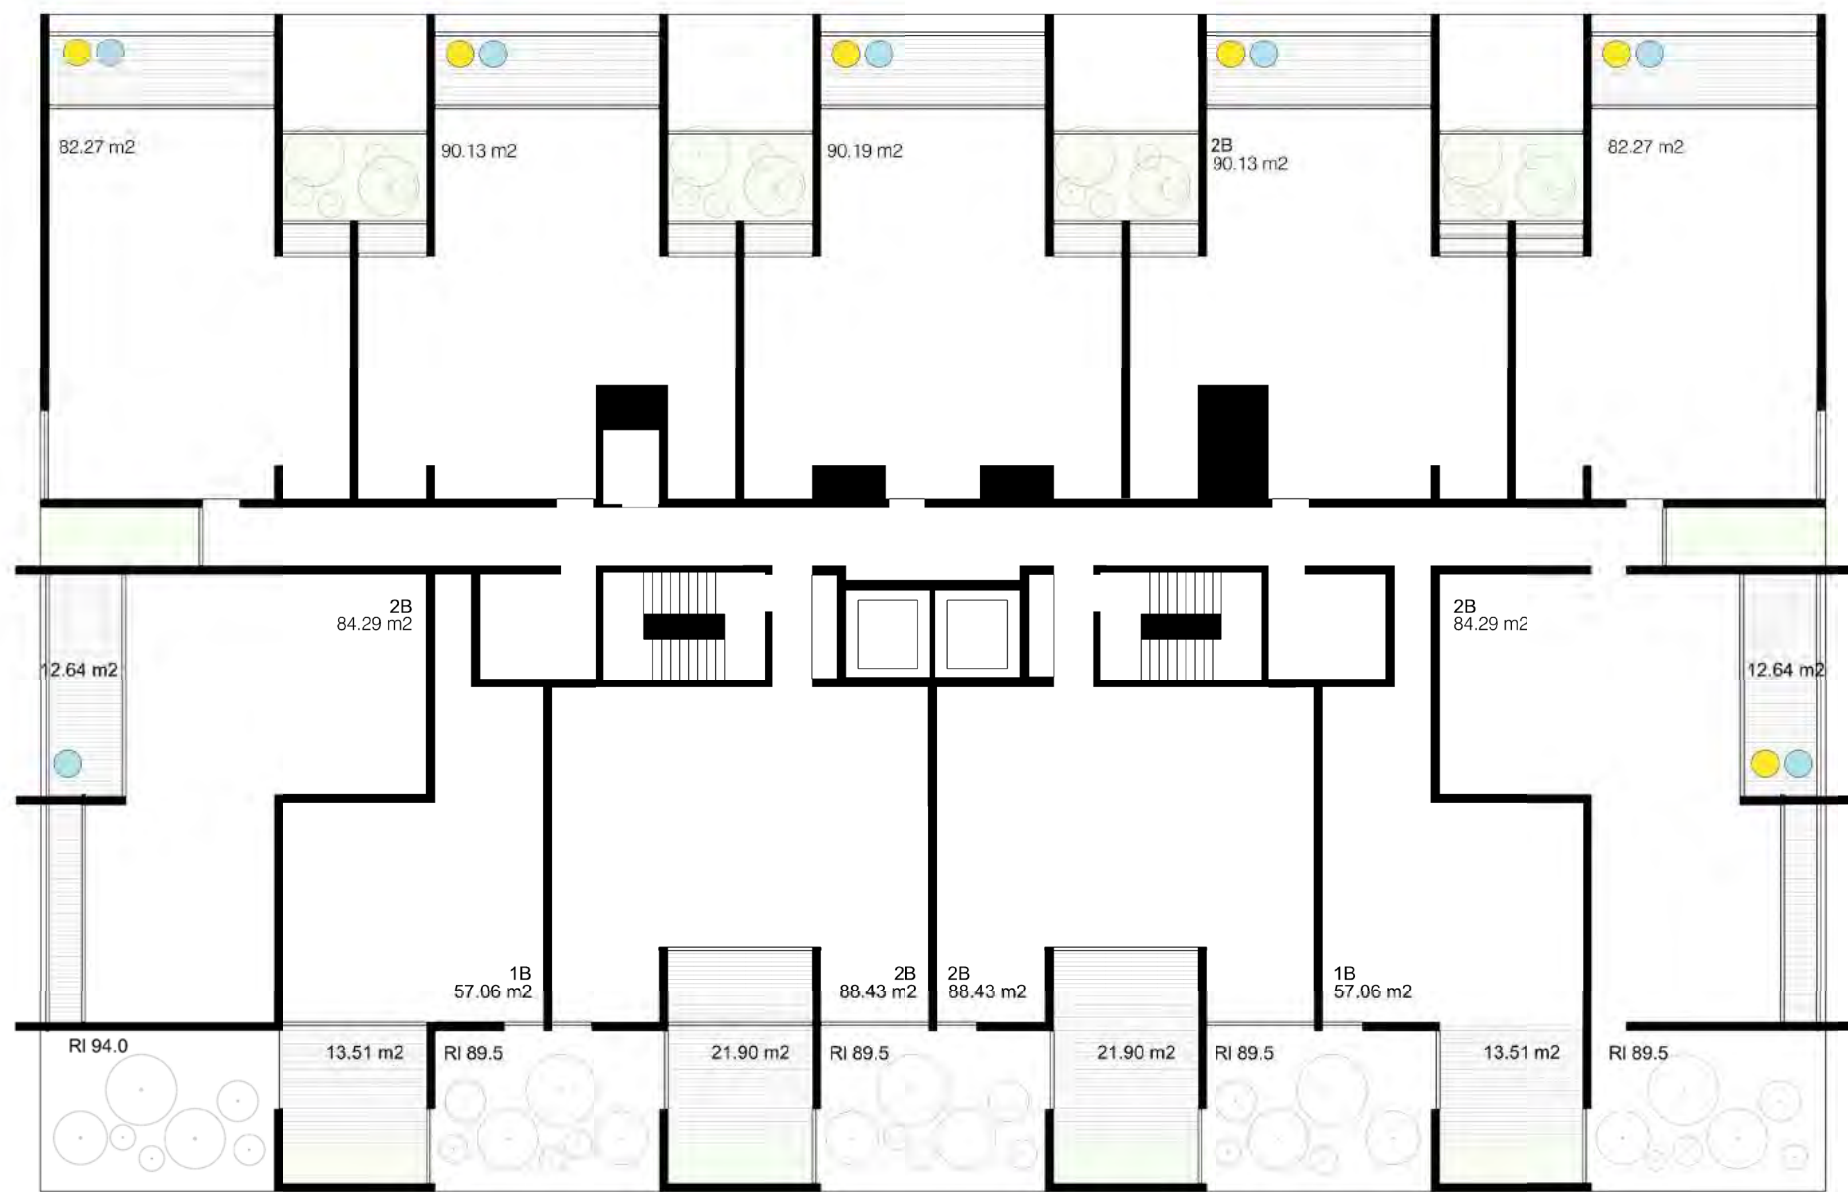 82.27 m2
90.13 m2
90.19 m2
2B
90.13 m2
82.27 m2
2B
84.29 m2
2B
84.29 m2
12.64 m2
12.64 m2
1B
57.06 m2
2B
88.43 m2
2B
88.43 m2
1B
57.06 m2
RI 94.0
13.51 m2
RI 89.5
21.90 m2
RI 89.5
21.90 m2
RI 89.5
13.51 m2
RI 89.5